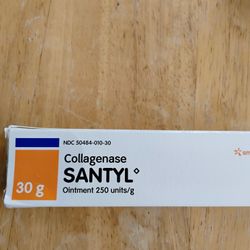 NDC 50484-010-30
Collagenase
SANTYL◊
Ointment 250 units/g
30 g